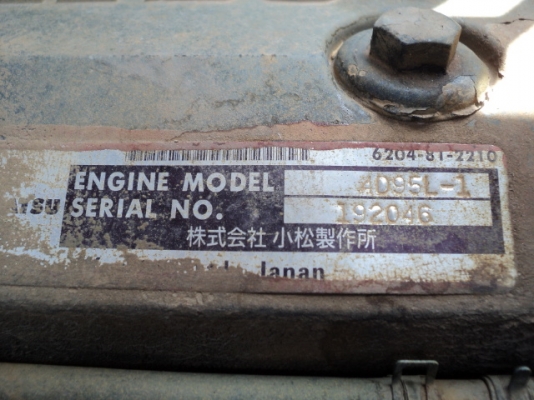 6204-81-2210
ENGINE MODEL 4D95L-1
SERIAL NO. 192046
株式会社 小松製作所
Japan